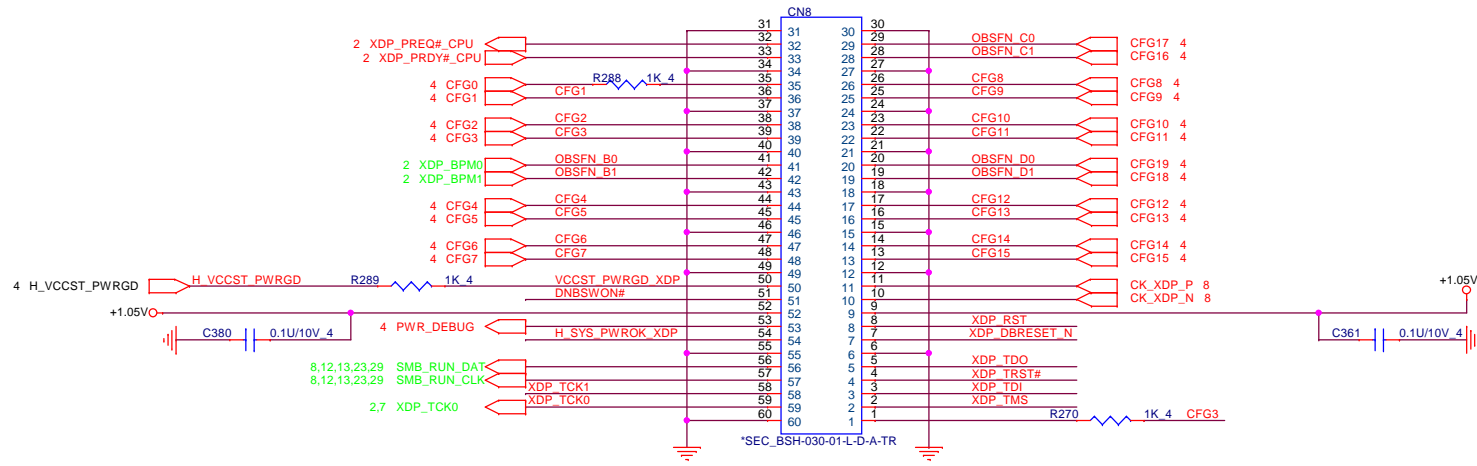 CN8
31 31 30 30
2 XDP_PREQ#_CPU 32 32 29 29 OBSFN_C0 CFG17 4
2 XDP_PRDY#_CPU 33 33 28 28 OBSFN_C1 CFG16 4
34 34 27 27
4 CFG0 R288 1K_4 35 35 26 26 CFG8 CFG8 4
4 CFG1 CFG1 36 36 25 25 CFG9 CFG9 4
37 37 24 24
4 CFG2 CFG2 38 38 23 23 CFG10 CFG10 4
4 CFG3 CFG3 39 39 22 22 CFG11 CFG11 4
40 40 21 21
2 XDP_BPM0 OBSFN_B0 41 41 20 20 OBSFN_D0 CFG19 4
2 XDP_BPM1 OBSFN_B1 42 42 19 19 OBSFN_D1 CFG18 4
43 43 18 18
4 CFG4 CFG4 44 44 17 17 CFG12 CFG12 4
4 CFG5 CFG5 45 45 16 16 CFG13 CFG13 4
46 46 15 15
4 CFG6 CFG6 47 47 14 14 CFG14 CFG14 4
4 CFG7 CFG7 48 48 13 13 CFG15 CFG15 4
49 49 12 12
4 H_VCCST_PWRGD H_VCCST_PWRGD R289 1K_4 VCCST_PWRGD_XDP 50 50 11 11 CK_XDP_P 8
DNBSWON# 51 51 10 10 CK_XDP_N 8
+1.05V 52 52 9 9 +1.05V
4 PWR_DEBUG 53 53 8 8 XDP_RST
C380 0.1U/10V_4 H_SYS_PWROK_XDP 54 54 7 7 XDP_DBRESET_N C361 0.1U/10V_4
55 55 6 6
8,12,13,23,29 SMB_RUN_DAT 56 56 5 5 XDP_TDO
8,12,13,23,29 SMB_RUN_CLK 57 57 4 4 XDP_TRST#
XDP_TCK1 58 58 3 3 XDP_TDI
2,7 XDP_TCK0 XDP_TCK0 59 59 2 2 XDP_TMS
60 60 1 1 R270 1K_4 CFG3
*SEC_BSH-030-01-L-D-A-TR